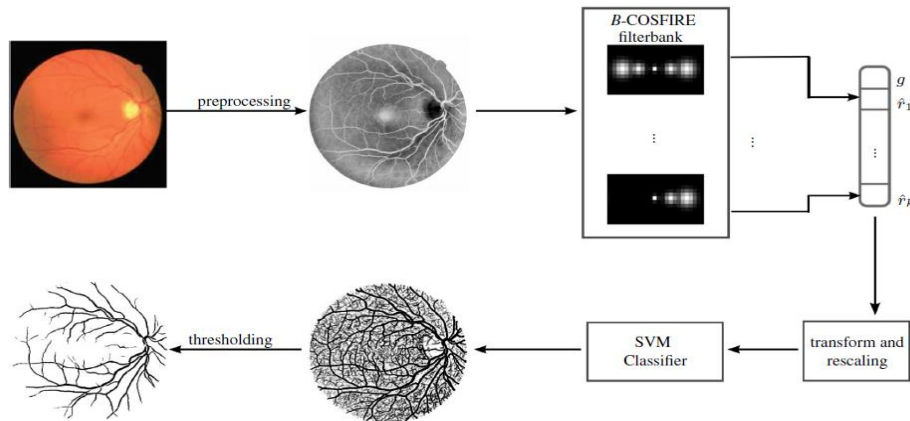 B-COSFIRE
filterbank
preprocessing
...
...
...
g
r̂1
thresholding
SVM
Classifier
transform and
rescaling